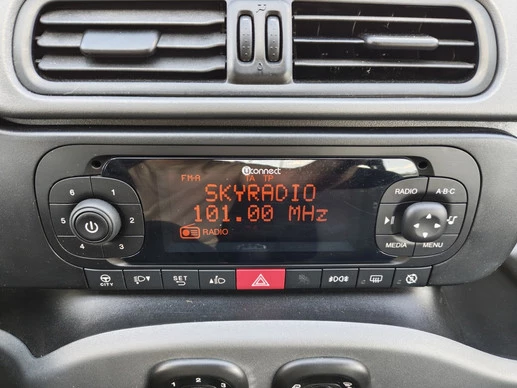 uconnect
FM-A TA TP
SKYRADIO
101.00 MHz
RADIO
6 1
5 2
4 3
RADIO A-B-C
MEDIA MENU
CITY SET